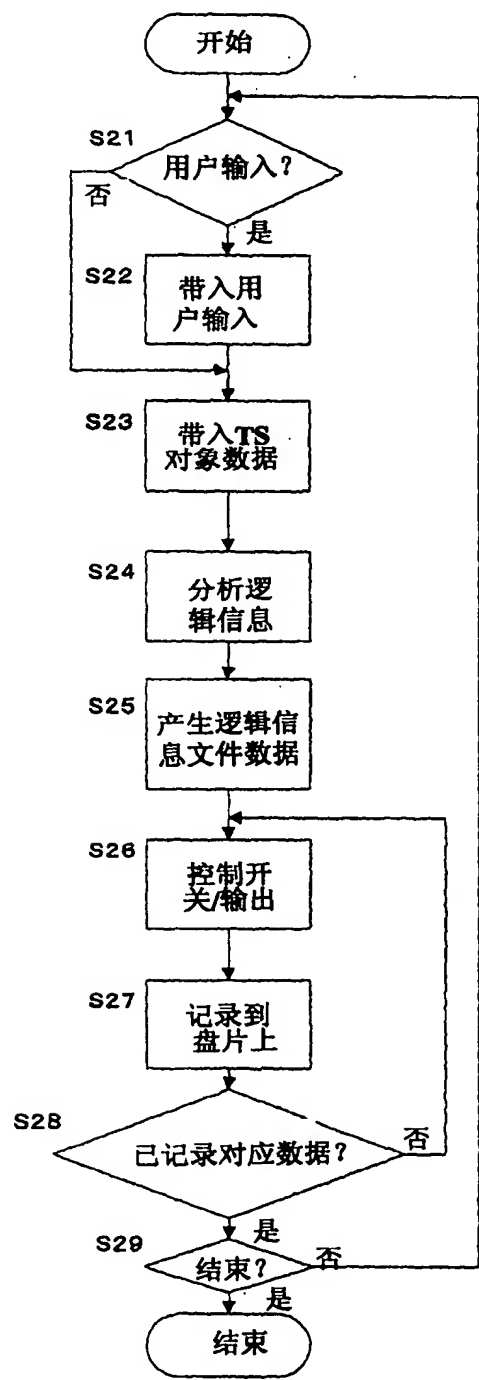 开始
S21
用户输入?
否
是
S22
带入用
户输入
S23
带入TS
对象数据
S24
分析逻
辑信息
S25
产生逻辑信
息文件数据
S26
控制开
关/输出
S27
记录到
盘片上
S28
已记录对应数据?
否
是
S29
结束?
否
是
结束